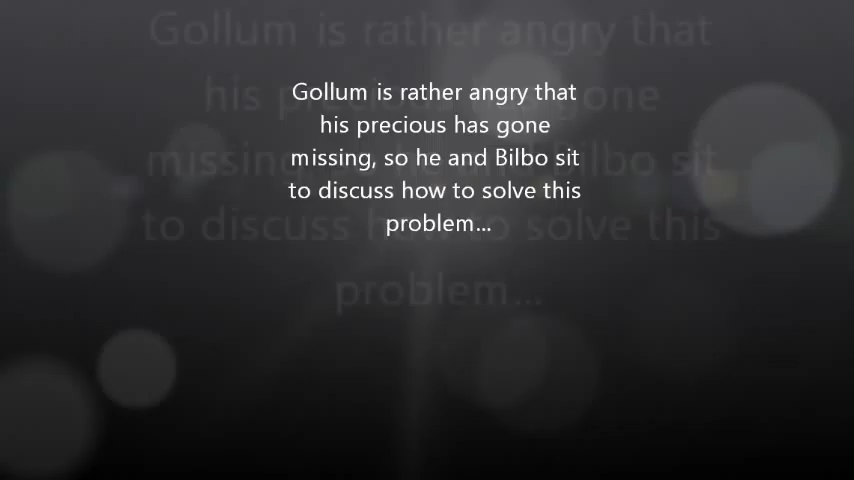 Gollum is rather angry that
his precious has gone
missing, so he and Bilbo sit
to discuss how to solve this
problem...